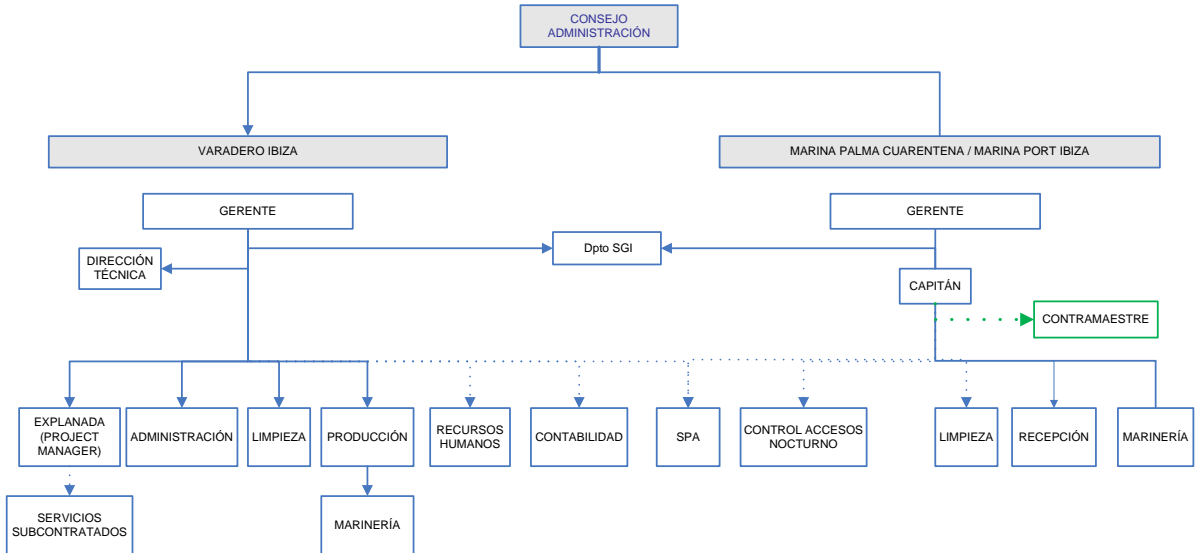 CONSEJO
ADMINISTRACIÓN
VARADERO IBIZA
MARINA PALMA CUARENTENA / MARINA PORT IBIZA
GERENTE
GERENTE
Dpto SGI
DIRECCIÓN
TÉCNICA
CAPITÁN
CONTRAMAESTRE
EXPLANADA
(PROJECT
MANAGER)
ADMINISTRACIÓN
LIMPIEZA
PRODUCCIÓN
RECURSOS
HUMANOS
CONTABILIDAD
SPA
CONTROL ACCESOS
NOCTURNO
LIMPIEZA
RECEPCIÓN
MARINERÍA
SERVICIOS
SUBCONTRATADOS
MARINERÍA